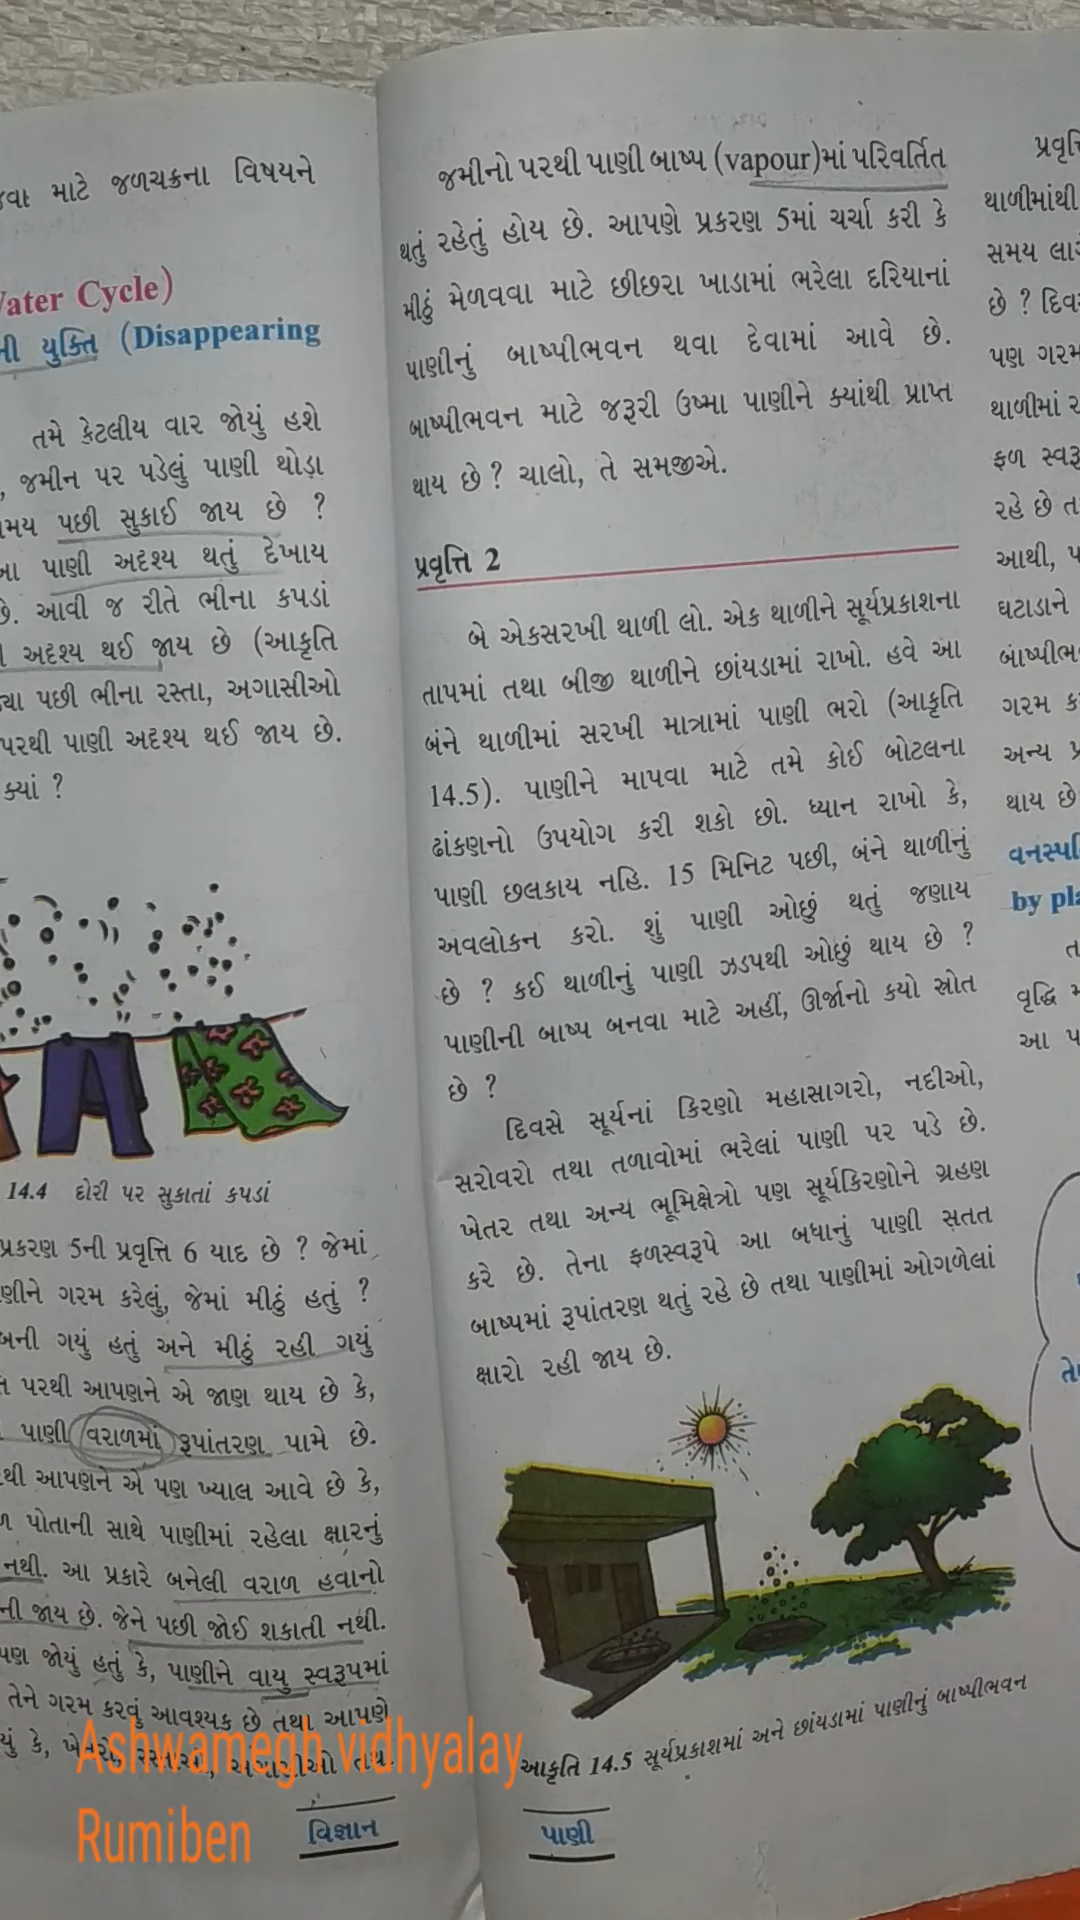 માટે જળચક્રના વિષયને
Water Cycle)
યુક્તિ (Disappearing
તમે કેટલીય વાર જોયું હશે
, જમીન પર પડેલું પાણી થોડા
પછી સુકાઈ જાય છે ?
પાણી અદૃશ્ય થતું દેખાય
છે. આવી જ રીતે ભીના કપડાં
અદૃશ્ય થઈ જાય છે (આકૃતિ
પછી ભીના રસ્તા, અગાસીઓ
પરથી પાણી અદૃશ્ય થઈ જાય છે.
ક્યાં ?
14.4 દોરી પર સુકાતાં કપડાં
પ્રકરણ 5ની પ્રવૃત્તિ 6 યાદ છે ? જેમાં
ગરમ કરેલું, જેમાં મીઠું હતું ?
બની ગયું હતું અને મીઠું રહી ગયું
પરથી આપણને એ જાણ થાય છે કે,
પાણી વરાળમાં રૂપાંતરણ પામે છે.
આપણને એ પણ ખ્યાલ આવે છે કે,
પોતાની સાથે પાણીમાં રહેલા ક્ષારનું
નથી. આ પ્રકારે બનેલી વરાળ હવાનો
જાય છે. જેને પછી જોઈ શકાતી નથી.
જોયું હતું કે, પાણીને વાયુ સ્વરૂપમાં
તેને ગરમ કરવું આવશ્યક છે તથા આપણે
વિજ્ઞાન
જમીનો પરથી પાણી બાષ્પ (vapour)માં પરિવર્તિત
થતું રહેતું હોય છે. આપણે પ્રકરણ 5માં ચર્ચા કરી કે
મીઠું મેળવવા માટે છીછરા ખાડામાં ભરેલા દરિયાનાં
પાણીનું બાષ્પીભવન થવા દેવામાં આવે છે.
બાષ્પીભવન માટે જરૂરી ઉષ્મા પાણીને ક્યાંથી પ્રાપ્ત
થાય છે ? ચાલો, તે સમજીએ.
પ્રવૃત્તિ 2
બે એકસરખી થાળી લો. એક થાળીને સૂર્યપ્રકાશના
તાપમાં તથા બીજી થાળીને છાંયડામાં રાખો. હવે આ
બંને થાળીમાં સરખી માત્રામાં પાણી ભરો (આકૃતિ
14.5). પાણીને માપવા માટે તમે કોઈ બોટલના
ઢાંકણનો ઉપયોગ કરી શકો છો. ધ્યાન રાખો કે,
પાણી છલકાય નહિ. 15 મિનિટ પછી, બંને થાળીનું
અવલોકન કરો. શું પાણી ઓછું થતું જણાય
છે ? કઈ થાળીનું પાણી ઝડપથી ઓછું થાય છે ?
પાણીની બાષ્પ બનવા માટે અહીં, ઊર્જાનો કયો સ્રોત
છે ?
દિવસે સૂર્યનાં કિરણો મહાસાગરો, નદીઓ,
સરોવરો તથા તળાવોમાં ભરેલાં પાણી પર પડે છે.
ખેતર તથા અન્ય ભૂમિક્ષેત્રો પણ સૂર્યકિરણોને ગ્રહણ
કરે છે. તેના ફળસ્વરૂપે આ બધાનું પાણી સતત
બાષ્પમાં રૂપાંતરણ થતું રહે છે તથા પાણીમાં ઓગળેલાં
ક્ષારો રહી જાય છે.
આકૃતિ 14.5 સૂર્યપ્રકાશમાં અને છાંયડામાં પાણીનું બાષ્પીભવન
પાણી
થાળીમાંથી
સમય
છે ?
પણ ગરમ
થાળીમાં
ફળ
રહે છે
આથી,
ઘટાડાને
ગરમ
અન્ય
થાય છે
by
વૃદ્ધિ
આ
Ashwamegh vidhyalay
Rumiben